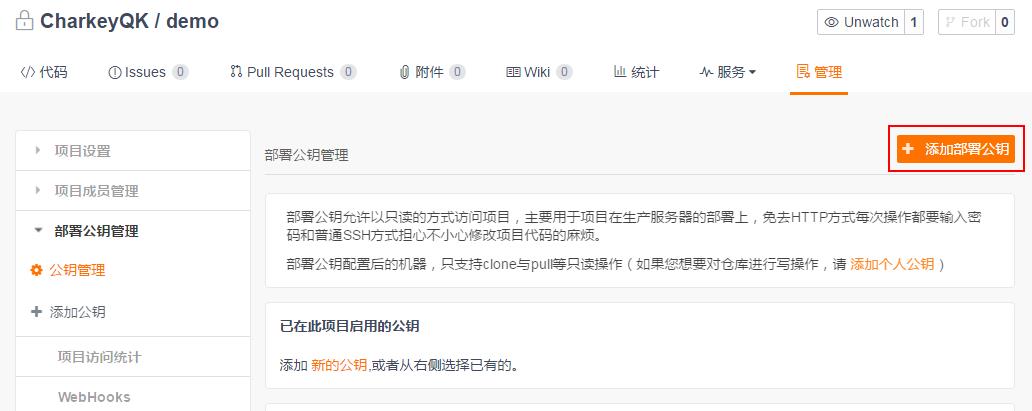 CharkeyQK / demo
Unwatch 1 Fork 0
代码 Issues 0 Pull Requests 0 附件 0 Wiki 0 统计 服务 管理
项目设置
项目成员管理
部署公钥管理
公钥管理
添加公钥
项目访问统计
WebHooks
部署公钥管理
添加部署公钥
部署公钥允许以只读的方式访问项目，主要用于项目在生产服务器的部署上，免去HTTP方式每次操作都要输入密
码和普通SSH方式担心不小心修改项目代码的麻烦。
部署公钥配置后的机器，只支持clone与pull等只读操作（如果您想要对仓库进行写操作，请 添加个人公钥）
已在此项目启用的公钥
添加 新的公钥,或者从右侧选择已有的。